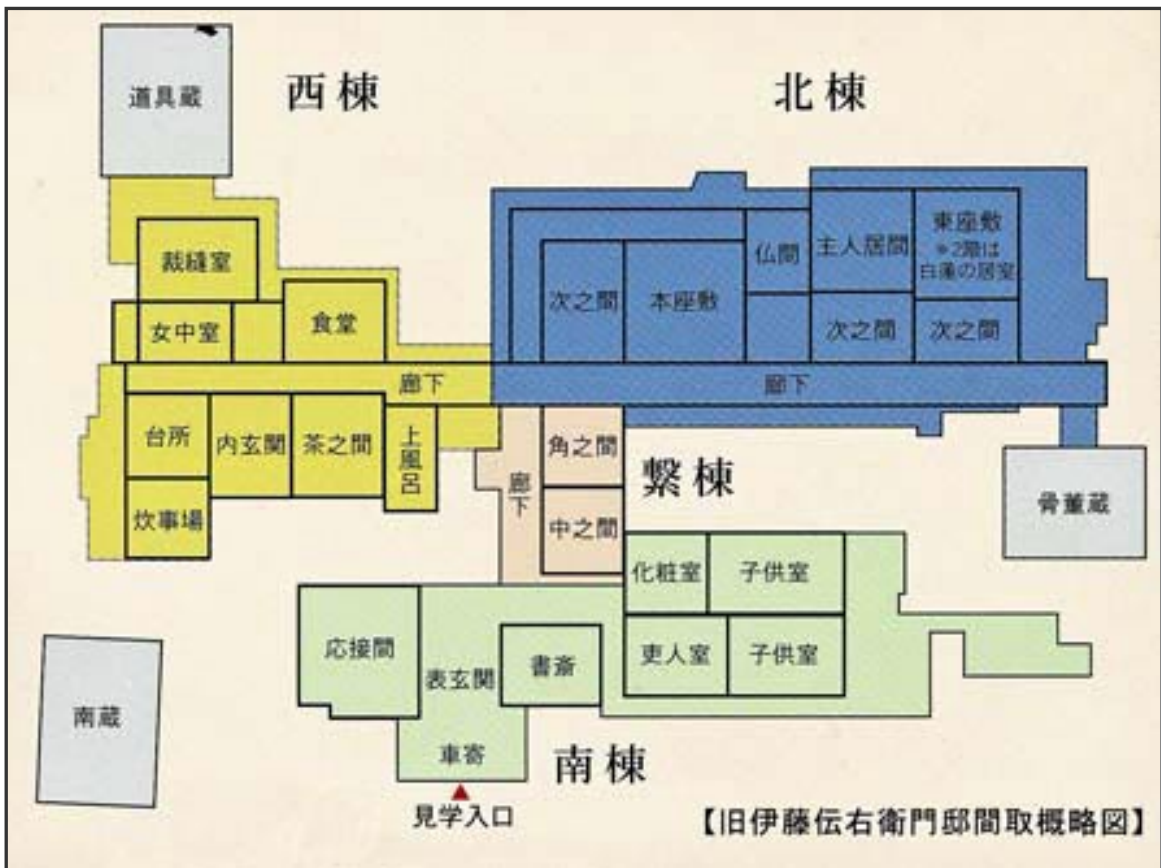 西棟
北棟
道具蔵
裁縫室
女中室
食堂
廊下
台所
内玄関
茶之間
上風呂
炊事場
次之間
本座敷
仏間
主人居間
東座敷
*2階は
白蓮の居室
次之間
次之間
廊下
角之間
繋棟
廊下
中之間
骨董蔵
化粧室
子供室
吏人室
子供室
応接間
表玄関
書斎
車寄
南蔵
南棟
見学入口
【旧伊藤伝右衛門邸間取概略図】